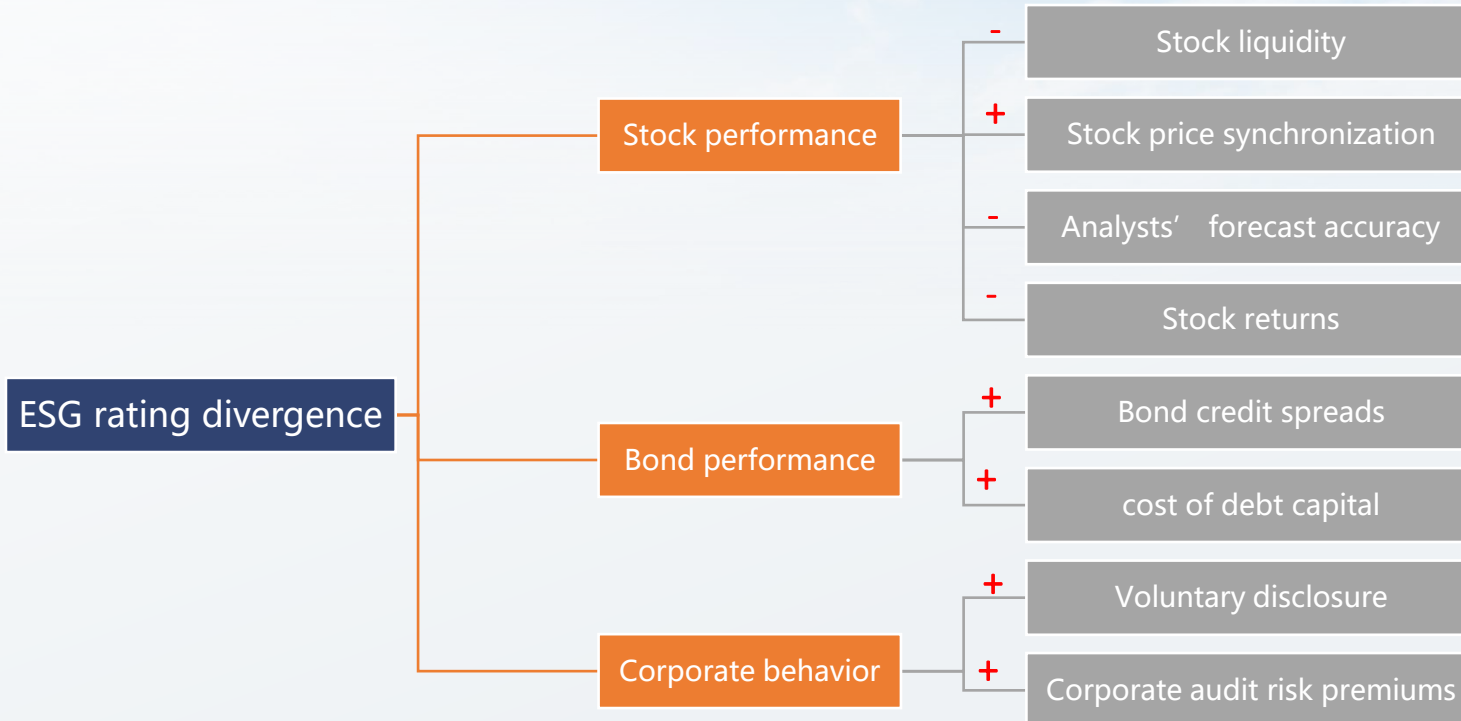 ESG rating divergence
Stock performance
-
Stock liquidity
+
Stock price synchronization
-
Analysts’ forecast accuracy
-
Stock returns
Bond performance
+
Bond credit spreads
+
cost of debt capital
Corporate behavior
+
Voluntary disclosure
+
Corporate audit risk premiums